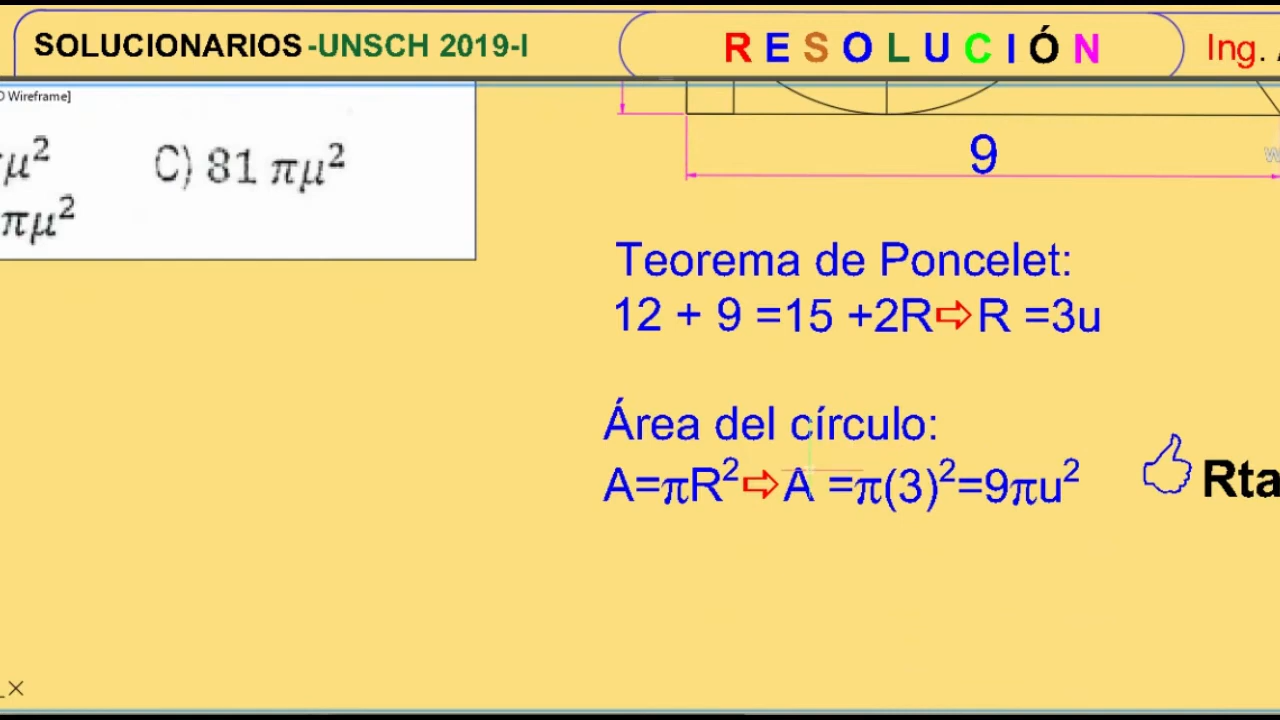 SOLUCIONARIOS-UNSCH 2019-I
RESOLUCIÓN
Ing.
Wireframe]
μ²
C) 81 πμ²
πμ²
9
Teorema de Poncelet:
12 + 9 =15 +2R⇨R =3u
Área del círculo:
A=πR²⇨A =π(3)²=9πu²
Rta